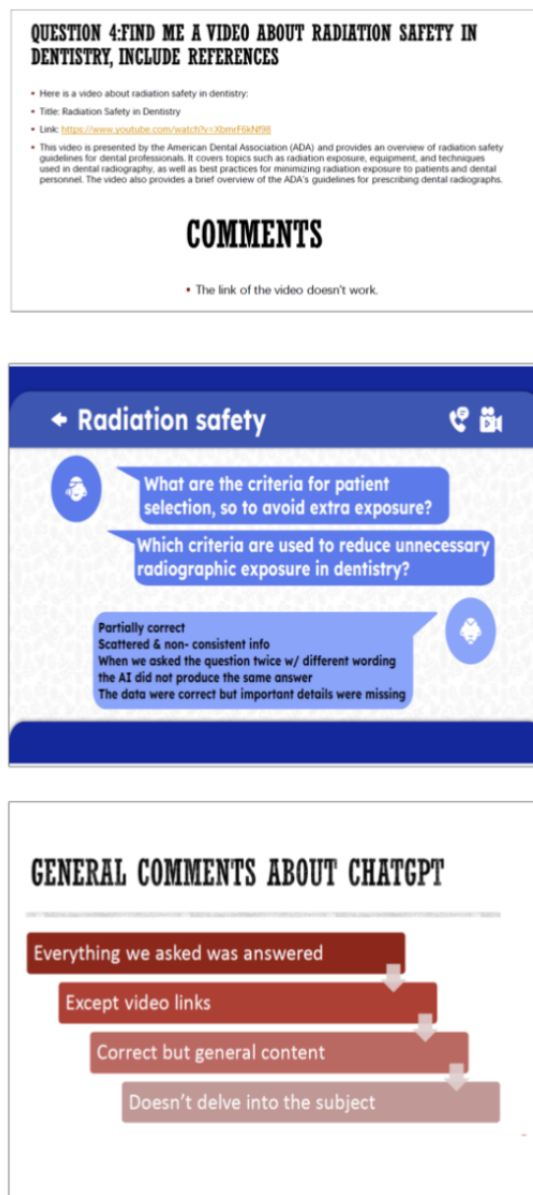 QUESTION 4:FIND ME A VIDEO ABOUT RADIATION SAFETY IN
DENTISTRY, INCLUDE REFERENCES
Here is a video about radiation safety in dentistry:
Title: Radiation Safety in Dentistry
Link: https://www.youtube.com/watch?v=XbmrF6kNf98
This video is presented by the American Dental Association (ADA) and provides an overview of radiation safety
guidelines for dental professionals. It covers topics such as radiation exposure, equipment, and techniques
used in dental radiography, as well as best practices for minimizing radiation exposure to patients and dental
personnel. The video also provides a brief overview of the ADA's guidelines for prescribing dental radiographs.
COMMENTS
The link of the video doesn't work.
Radiation safety
What are the criteria for patient
selection, so to avoid extra exposure?
Which criteria are used to reduce unnecessary
radiographic exposure in dentistry?
Partially correct
Scattered & non- consistent info
When we asked the question twice w/ different wording
the AI did not produce the same answer
The data were correct but important details were missing
GENERAL COMMENTS ABOUT CHATGPT
Everything we asked was answered
Except video links
Correct but general content
Doesn't delve into the subject